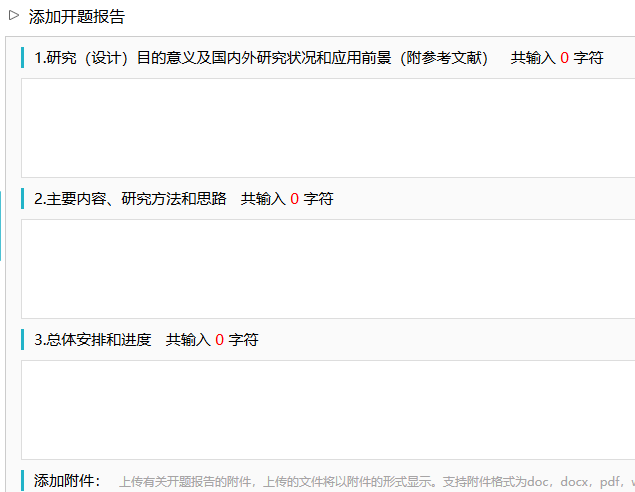 添加开题报告
1.研究（设计）目的意义及国内外研究状况和应用前景（附参考文献） 共输入 0 字符
2.主要内容、研究方法和思路 共输入 0 字符
3.总体安排和进度 共输入 0 字符
添加附件： 上传有关开题报告的附件，上传的文件将以附件的形式显示。支持附件格式为doc，docx，pdf，